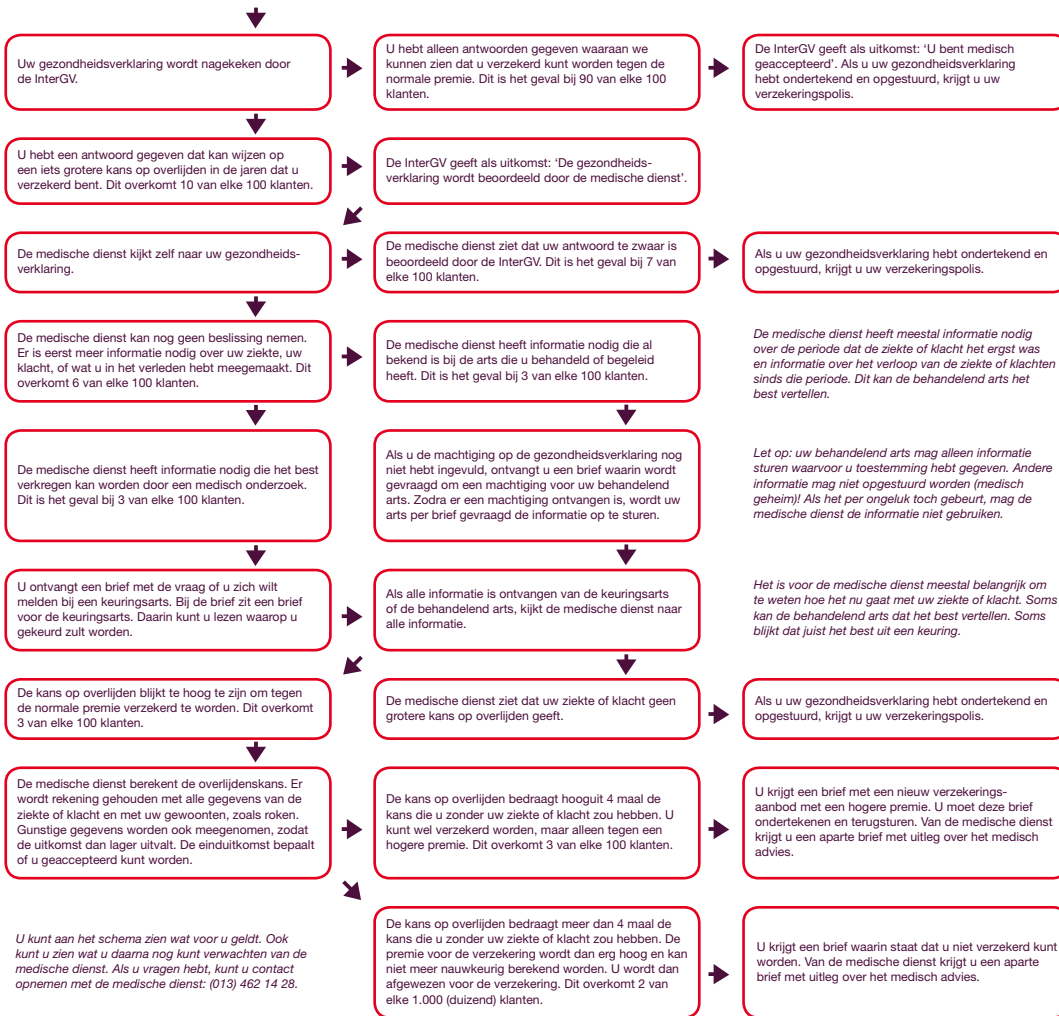 Uw gezondheidsverklaring wordt nagekeken door
de InterGV.
U hebt alleen antwoorden gegeven waaraan we
kunnen zien dat u verzekerd kunt worden tegen de
normale premie. Dit is het geval bij 90 van elke 100
klanten.
De InterGV geeft als uitkomst: ‘U bent medisch
geaccepteerd’. Als u uw gezondheidsverklaring
hebt ondertekend en opgestuurd, krijgt u uw
verzekeringspolis.
U hebt een antwoord gegeven dat kan wijzen op
een iets grotere kans op overlijden in de jaren dat u
verzekerd bent. Dit overkomt 10 van elke 100 klanten.
De InterGV geeft als uitkomst: ‘De gezondheids-
verklaring wordt beoordeeld door de medische dienst’.
De medische dienst kijkt zelf naar uw gezondheids-
verklaring.
De medische dienst ziet dat uw antwoord te zwaar is
beoordeeld door de InterGV. Dit is het geval bij 7 van
elke 100 klanten.
Als u uw gezondheidsverklaring hebt ondertekend en
opgestuurd, krijgt u uw verzekeringspolis.
De medische dienst kan nog geen beslissing nemen.
Er is eerst meer informatie nodig over uw ziekte, uw
klacht, of wat u in het verleden hebt meegemaakt. Dit
overkomt 6 van elke 100 klanten.
De medische dienst heeft informatie nodig die al
bekend is bij de arts die u behandeld of begeleid
heeft. Dit is het geval bij 3 van elke 100 klanten.
De medische dienst heeft meestal informatie nodig
over de periode dat de ziekte of klacht het ergst was
en informatie over het verloop van de ziekte of klachten
sinds die periode. Dit kan de behandelend arts het
best vertellen.
De medische dienst heeft informatie nodig die het best
verkregen kan worden door een medisch onderzoek.
Dit is het geval bij 3 van elke 100 klanten.
Als u de machtiging op de gezondheidsverklaring nog
niet hebt ingevuld, ontvangt u een brief waarin wordt
gevraagd om een machtiging voor uw behandelend
arts. Zodra er een machtiging ontvangen is, wordt uw
arts per brief gevraagd de informatie op te sturen.
Let op: uw behandelend arts mag alleen informatie
sturen waarvoor u toestemming hebt gegeven. Andere
informatie mag niet opgestuurd worden (medisch
geheim)! Als het per ongeluk toch gebeurt, mag de
medische dienst de informatie niet gebruiken.
U ontvangt een brief met de vraag of u zich wilt
melden bij een keuringsarts. Bij de brief zit een brief
voor de keuringsarts. Daarin kunt u lezen waarop u
gekeurd zult worden.
Als alle informatie is ontvangen van de keuringsarts
of de behandelend arts, kijkt de medische dienst naar
alle informatie.
Het is voor de medische dienst meestal belangrijk om
te weten hoe het nu gaat met uw ziekte of klacht. Soms
kan de behandelend arts dat het best vertellen. Soms
blijkt dat juist het best uit een keuring.
De kans op overlijden blijkt te hoog te zijn om tegen
de normale premie verzekerd te worden. Dit overkomt
3 van elke 100 klanten.
De medische dienst ziet dat uw ziekte of klacht geen
grotere kans op overlijden geeft.
Als u uw gezondheidsverklaring hebt ondertekend en
opgestuurd, krijgt u uw verzekeringspolis.
De medische dienst berekent de overlijdenskans. Er
wordt rekening gehouden met alle gegevens van de
ziekte of klacht en met uw gewoonten, zoals roken.
Gunstige gegevens worden ook meegenomen, zodat
de uitkomst dan lager uitvalt. De einduitkomst bepaalt
of u geaccepteerd kunt worden.
De kans op overlijden bedraagt hooguit 4 maal de
kans die u zonder uw ziekte of klacht zou hebben. U
kunt wel verzekerd worden, maar alleen tegen een
hogere premie. Dit overkomt 3 van elke 100 klanten.
U krijgt een brief met een nieuw verzekerings-
aanbod met een hogere premie. U moet deze brief
ondertekenen en terugsturen. Van de medische dienst
krijgt u een aparte brief met uitleg over het medisch
advies.
U kunt aan het schema zien wat voor u geldt. Ook
kunt u zien wat u daarna nog kunt verwachten van de
medische dienst. Als u vragen hebt, kunt u contact
opnemen met de medische dienst: (013) 462 14 28.
De kans op overlijden bedraagt meer dan 4 maal de
kans die u zonder uw ziekte of klacht zou hebben. De
premie voor de verzekering wordt dan erg hoog en kan
niet meer nauwkeurig berekend worden. U wordt dan
afgewezen voor de verzekering. Dit overkomt 2 van
elke 1.000 (duizend) klanten.
U krijgt een brief waarin staat dat u niet verzekerd kunt
worden. Van de medische dienst krijgt u een aparte
brief met uitleg over het medisch advies.